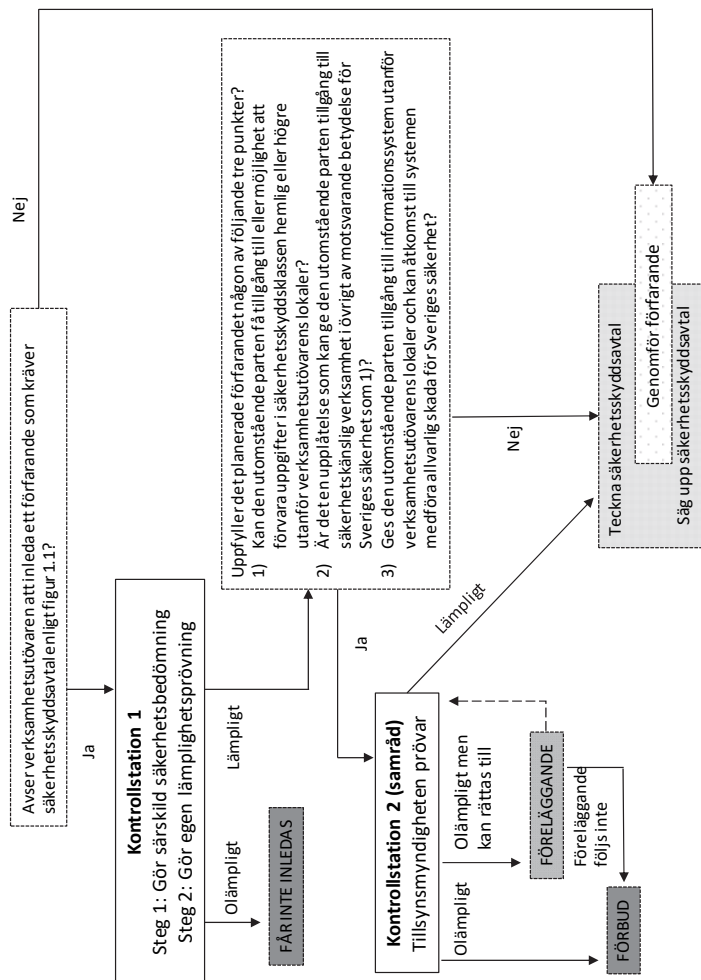 Avser verksamhetsutövaren att inleda ett förfarande som kräver
säkerhetsskyddsavtal enligt figur 1.1?
Nej
Ja
Kontrollstation 1
Steg 1: Gör särskild säkerhetsbedömning
Steg 2: Gör egen lämplighetsprövning
Olämpligt
Lämpligt
FÅR INTE INLEDAS
Uppfyller det planerade förfarandet någon av följande tre punkter?
1) Kan den utomstående parten få tillgång till eller möjlighet att
förvara uppgifter i säkerhetsskyddsklassen hemlig eller högre
utanför verksamhetsutövarens lokaler?
2) Är det en upplåtelse som kan ge den utomstående parten tillgång till
säkerhetskänslig verksamhet i övrigt av motsvarande betydelse för
Sveriges säkerhet som 1)?
3) Ges den utomstående parten tillgång till informationssystem utanför
verksamhetsutövarens lokaler och kan åtkomst till systemen
medföra allvarlig skada för Sveriges säkerhet?
Ja
Nej
Kontrollstation 2 (samråd)
Tillsynsmyndigheten prövar
Olämpligt
Olämpligt men
kan rättas till
Lämpligt
FÖRELÄGGANDE
Föreläggande
följs inte
FÖRBUD
Teckna säkerhetsskyddsavtal
Genomför förfarande
Säg upp säkerhetsskyddsavtal